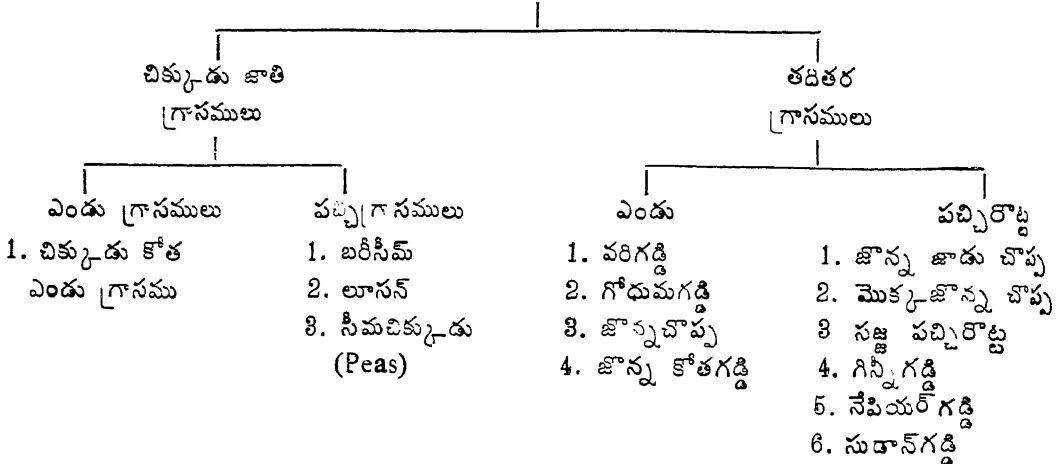 చిక్కుడు జాతి
గ్రాసములు
తదితర
గ్రాసములు
ఎండు గ్రాసములు
1. చిక్కుడు కోత
ఎండు గ్రాసము
పచ్చిగ్రాసములు
1. బరీసీమ్
2. లూసన్
3. సీమచిక్కుడు
(Peas)
ఎండు
1. వరిగడ్డి
2. గోధుమగడ్డి
3. జొన్నచొప్ప
4. జొన్న కోతగడ్డి
పచ్చిరొట్ట
1. జొన్న జాడు చొప్ప
2. మొక్కజొన్న చొప్ప
3 సజ్జ పచ్చిరొట్ట
4. గిన్నీగడ్డి
5. నేపియర్ గడ్డి
6. సుడాన్‌గడ్డి